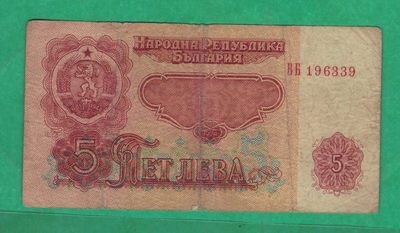 НАРОДНА РЕПУБЛИКА
БЪЛГАРИЯ
ВБ 196339
5 ПЕТ ЛЕВА
5